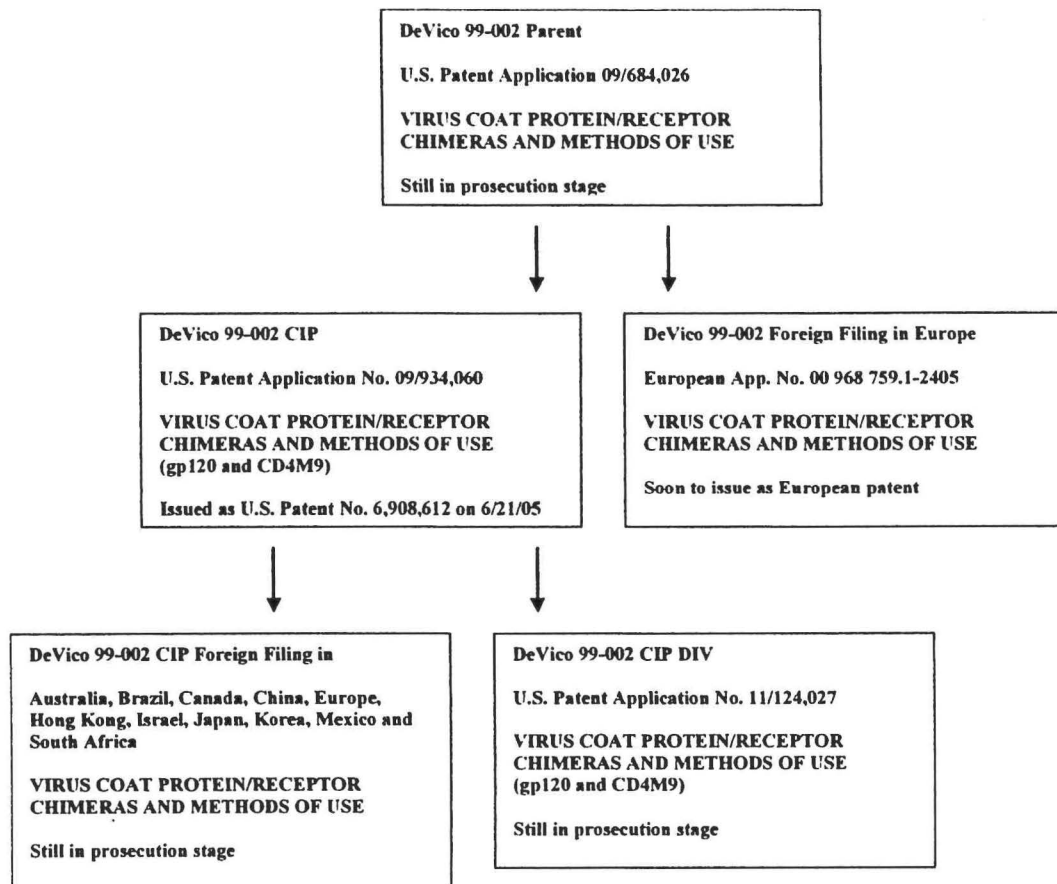 DeVico 99-002 Parent
U.S. Patent Application 09/684,026
VIRUS COAT PROTEIN/RECEPTOR
CHIMERAS AND METHODS OF USE
Still in prosecution stage
DeVico 99-002 CIP
U.S. Patent Application No. 09/934,060
VIRUS COAT PROTEIN/RECEPTOR
CHIMERAS AND METHODS OF USE
(gp120 and CD4M9)
Issued as U.S. Patent No. 6,908,612 on 6/21/05
DeVico 99-002 Foreign Filing in Europe
European App. No. 00 968 759.1-2405
VIRUS COAT PROTEIN/RECEPTOR
CHIMERAS AND METHODS OF USE
Soon to issue as European patent
DeVico 99-002 CIP Foreign Filing in
Australia, Brazil, Canada, China, Europe,
Hong Kong, Israel, Japan, Korea, Mexico and
South Africa
VIRUS COAT PROTEIN/RECEPTOR
CHIMERAS AND METHODS OF USE
Still in prosecution stage
DeVico 99-002 CIP DIV
U.S. Patent Application No. 11/124,027
VIRUS COAT PROTEIN/RECEPTOR
CHIMERAS AND METHODS OF USE
(gp120 and CD4M9)
Still in prosecution stage